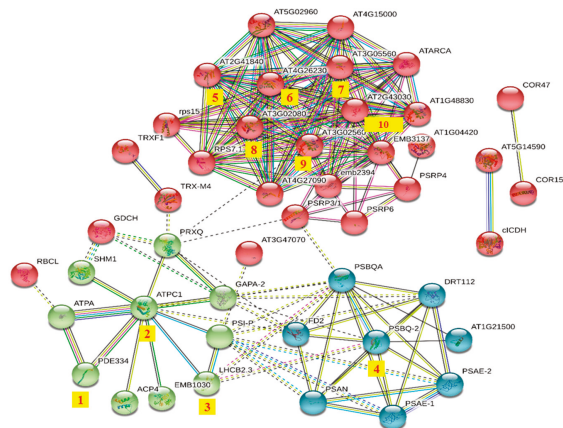 AT5G02960
AT4G15000
AT3G05560
AT2G41840
AT4G26230
ATARCA
5
6
7
AT2G43030
COR47
rps15
AT3G02080
AT1G48830
10
TRXF1
RPS7.1
8
AT3G02560
9
EMB3137
AT1G04420
AT5G14590
TRX-M4
AT4G27090
emb2394
PSRP4
COR15
PSRP3/1
PSRP6
GDCH
PRXQ
cICDH
AT3G47070
RBCL
SHM1
GAPA-2
PSBQA
DRT112
ATPA
ATPC1
2
PSI-P
FD2
PSBQ-2
AT1G21500
4
PDE334
1
ACP4
EMB1030
LHCB2.3
3
PSAN
PSAE-2
PSAE-1